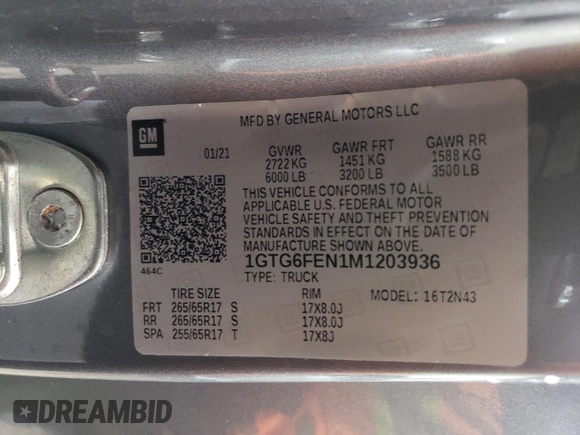 MFD BY GENERAL MOTORS LLC
GM
01/21
GVWR GAWR FRT GAWR RR
2722 KG 1451 KG 1588 KG
6000 LB 3200 LB 3500 LB
THIS VEHICLE CONFORMS TO ALL
APPLICABLE U.S. FEDERAL MOTOR
VEHICLE SAFETY AND THEFT PREVENTION
STANDARDS IN EFFECT ON THE DATE OF
MANUFACTURE SHOWN ABOVE.
464C
1GTG6FEN1M1203936
TYPE: TRUCK
TIRE SIZE RIM MODEL: 16T2N43
FRT 265/65R17 S 17X8.0J
RR 265/65R17 S 17X8.0J
SPA 255/65R17 T 17X8J
DREAMBID